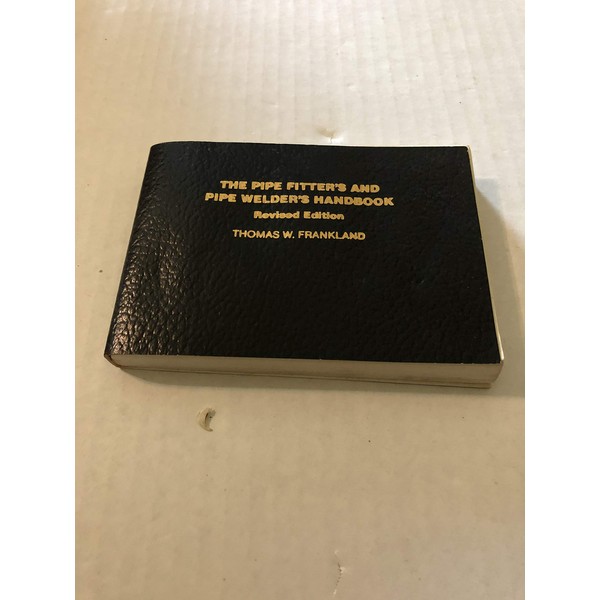 THE PIPE FITTER'S AND
PIPE WELDER'S HANDBOOK
Revised Edition
THOMAS W. FRANKLAND